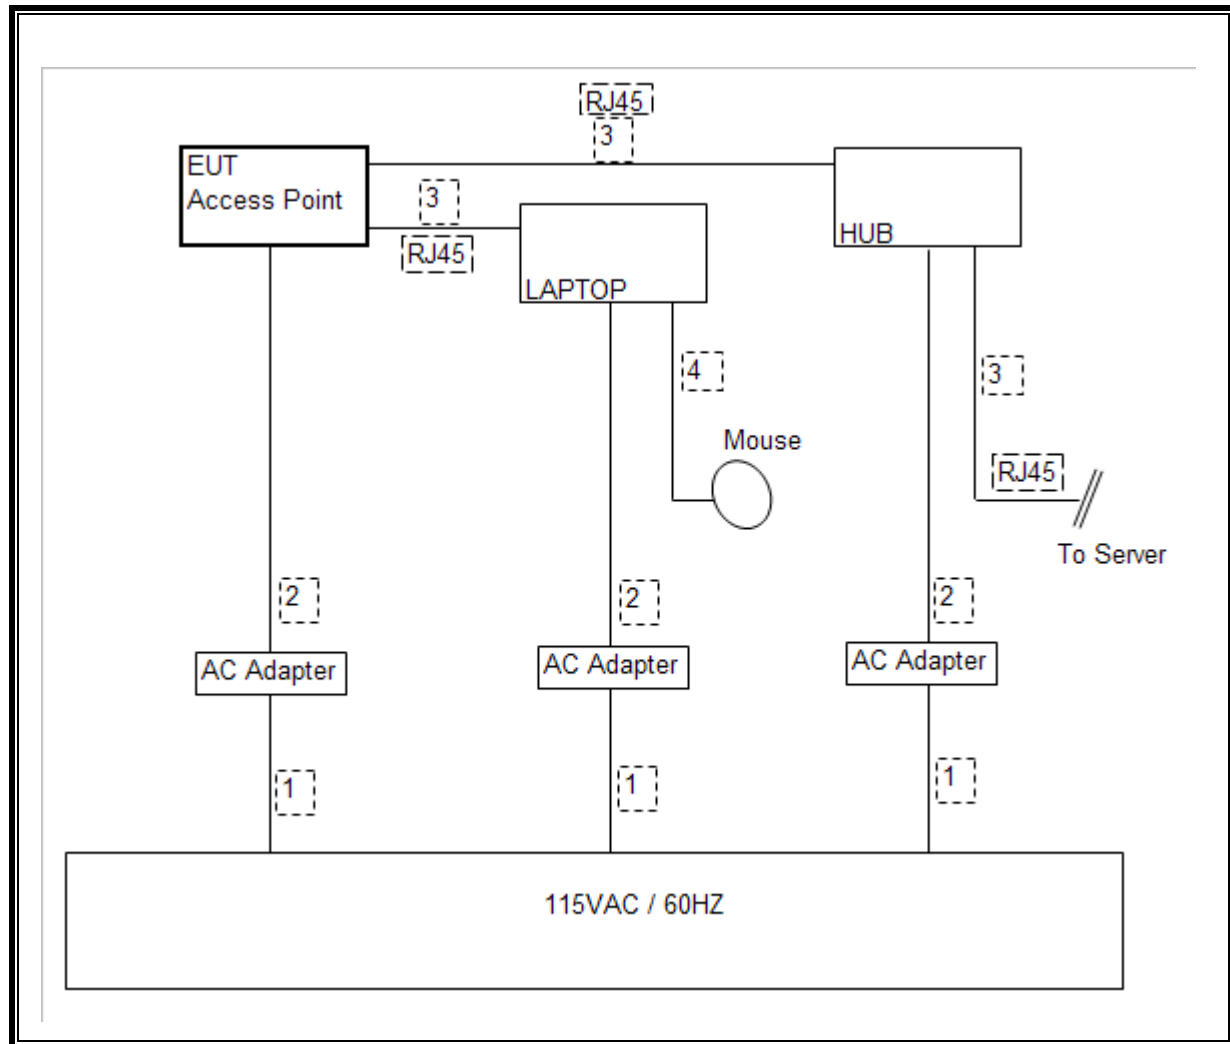 RJ45
3
EUT
Access Point
3
RJ45
LAPTOP
HUB
4
3
Mouse
RJ45
To Server
2
2
2
AC Adapter
AC Adapter
AC Adapter
1
1
1
115VAC / 60HZ